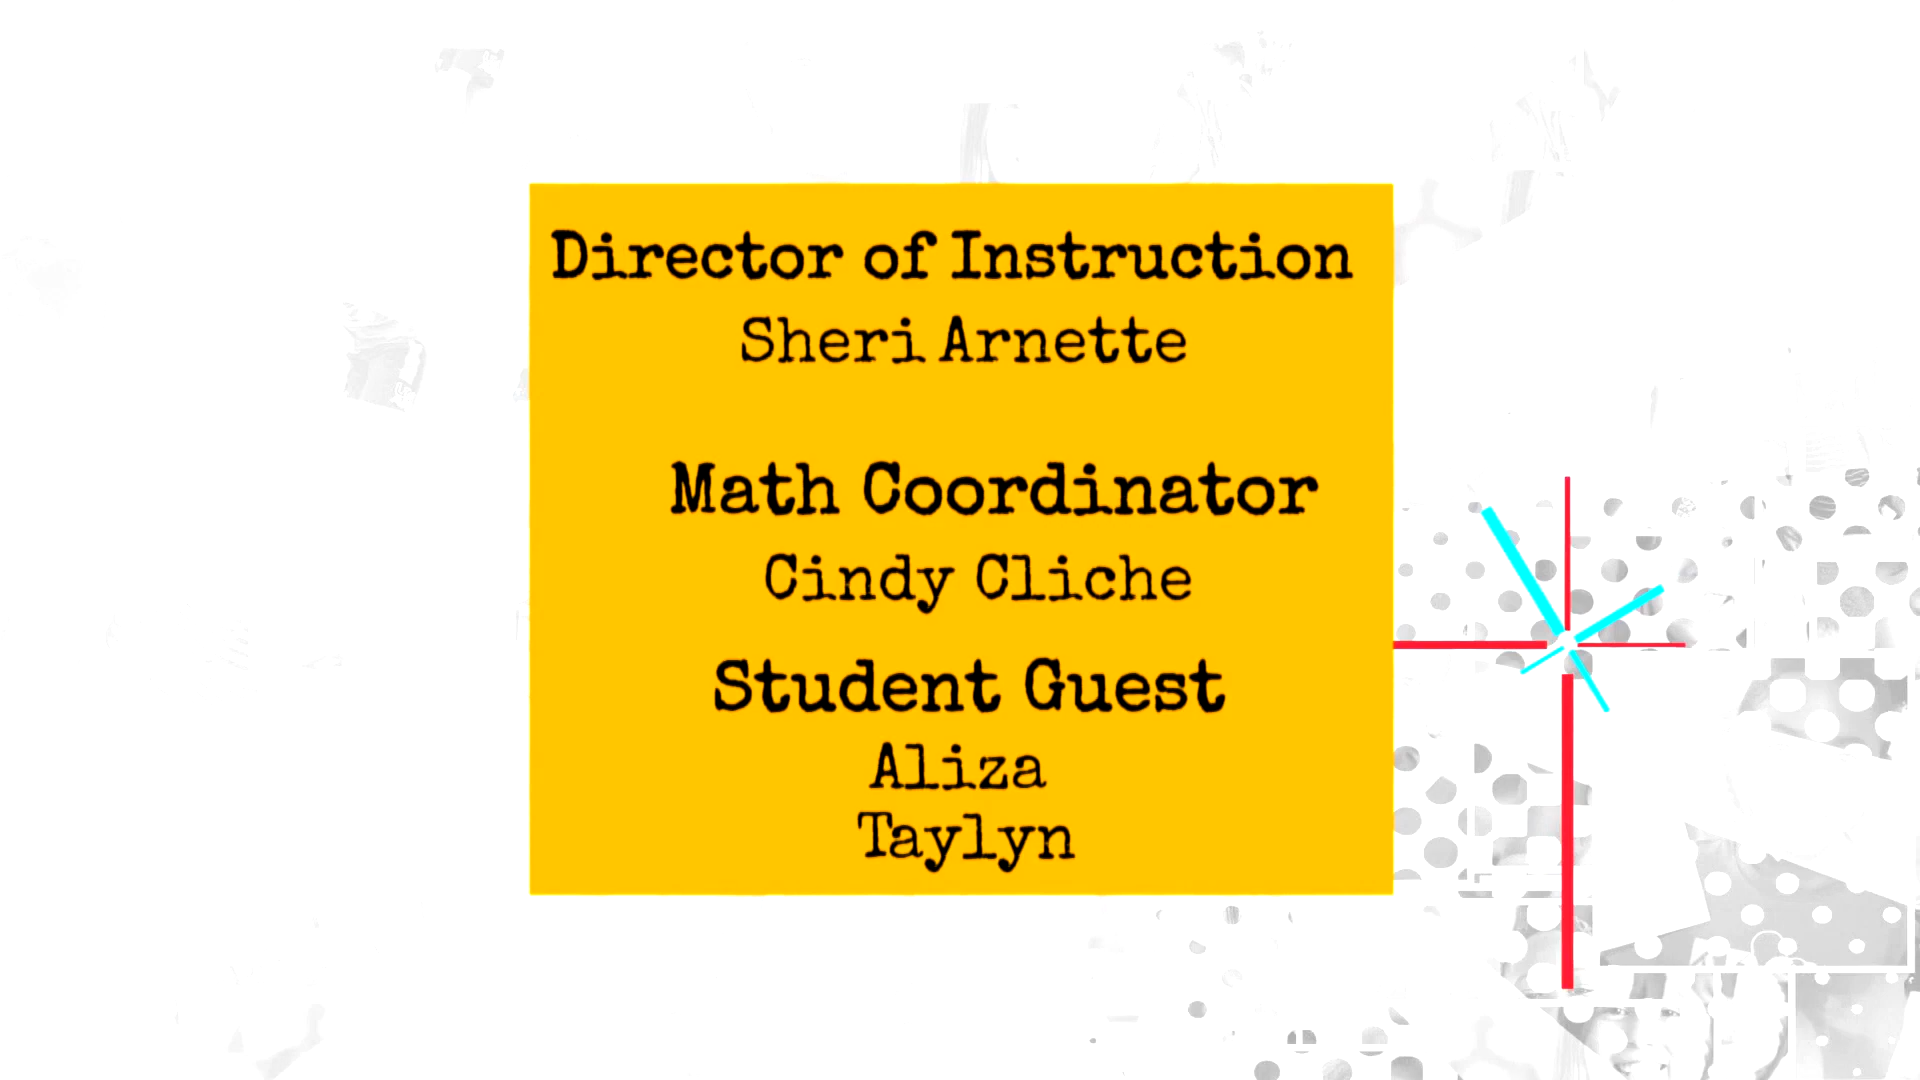 Director of Instruction
Sheri Arnette
Math Coordinator
Cindy Cliche
Student Guest
Aliza
Taylyn